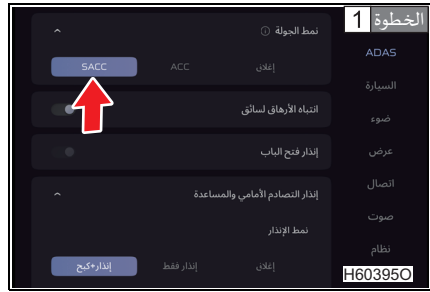 الخطوة 1
نمط الجولة
إغلاق ACC SACC
انتباه الأرهاق لسائق
إنذار فتح الباب
إنذار التصادم الأمامي والمساعدة
نمط الإنذار
إغلاق إنذار فقط إنذار+كبح
ADAS
السيارة
ضوء
عرض
اتصال
صوت
نظام
H60395O